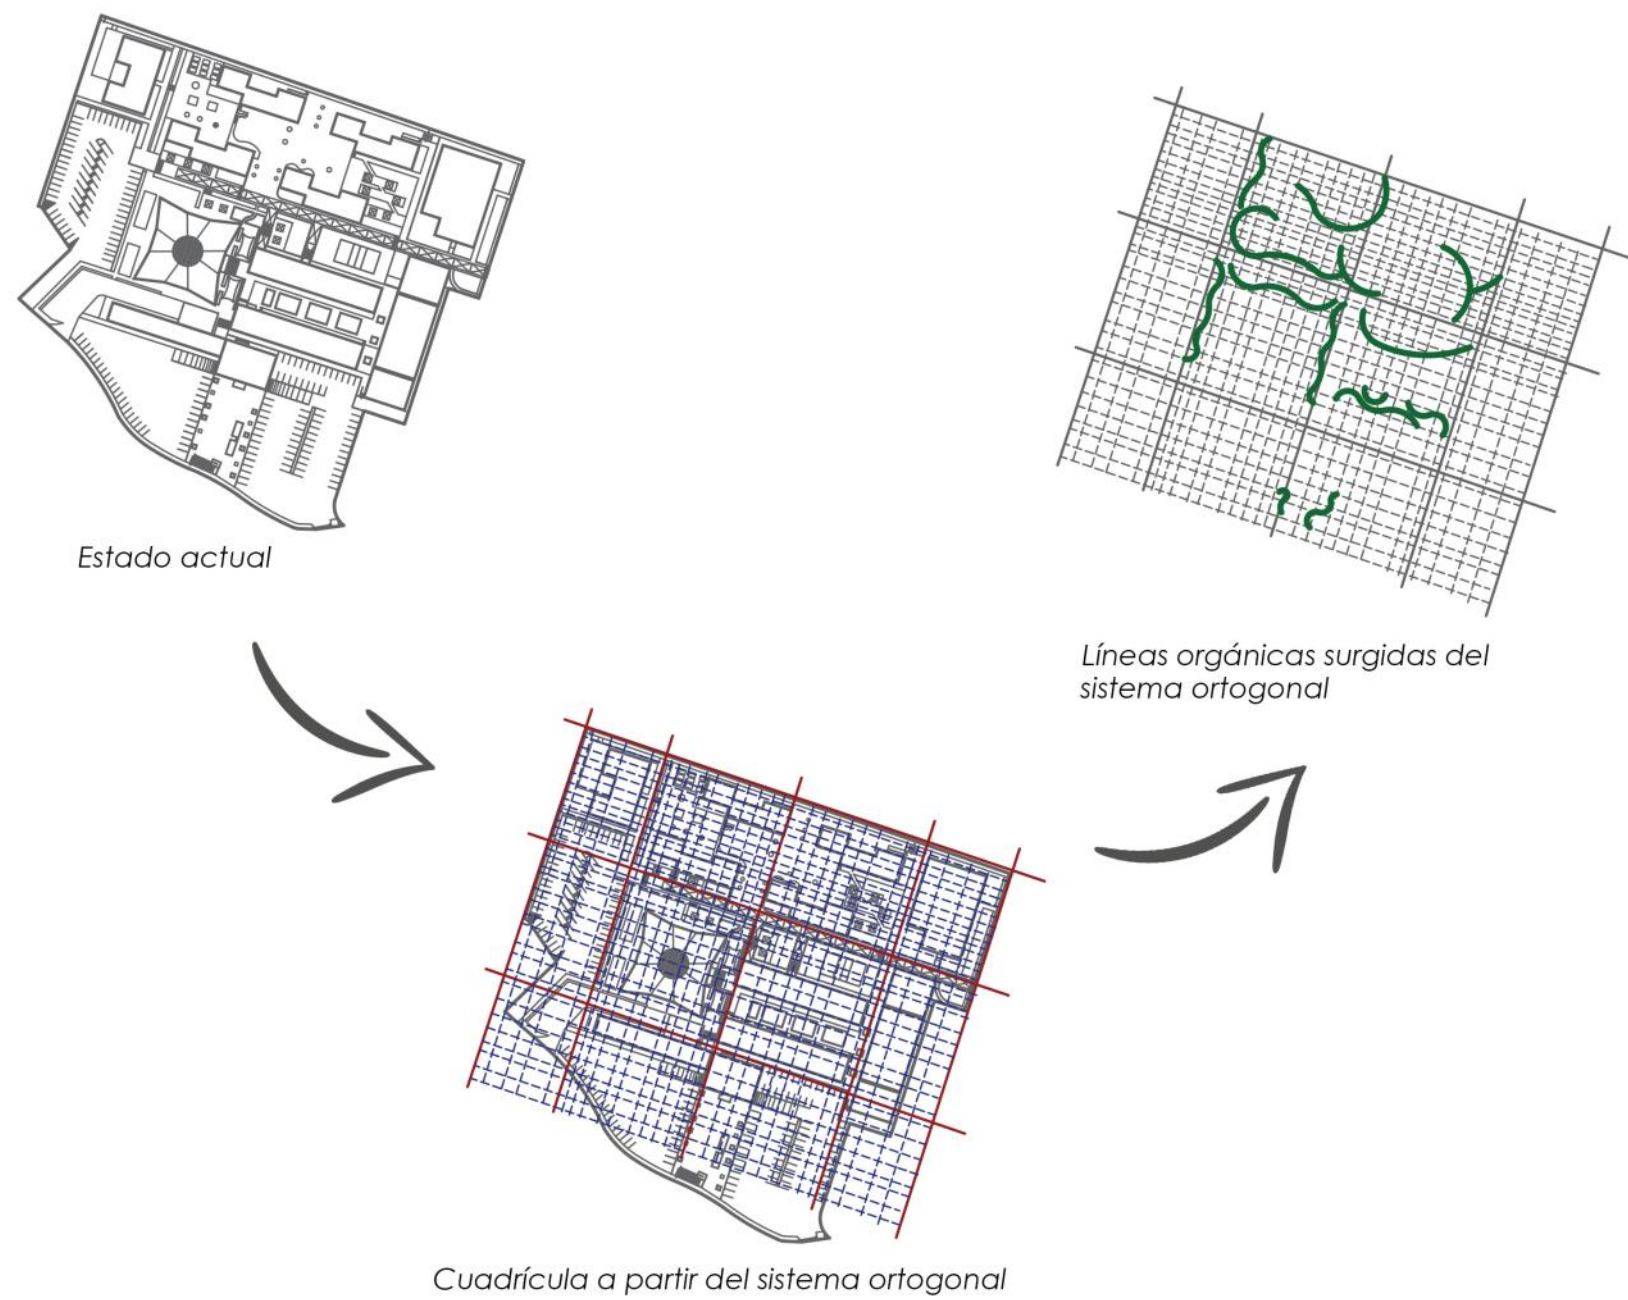 Estado actual
Líneas orgánicas surgidas del
sistema ortogonal
Cuadrícula a partir del sistema ortogonal